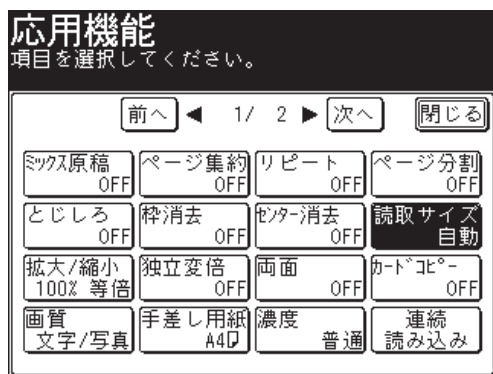 応用機能
項目を選択してください。
前へ ◀ 1/ 2 ▶ 次へ 閉じる
ミックス原稿 OFF
ページ集約 OFF
リピート OFF
ページ分割 OFF
とじしろ OFF
枠消去 OFF
センター消去 OFF
読取サイズ 自動
拡大/縮小 100% 等倍
独立変倍 OFF
両面 OFF
カードコピー OFF
画質 文字/写真
手差し用紙 A4
濃度 普通
連続 読み込み